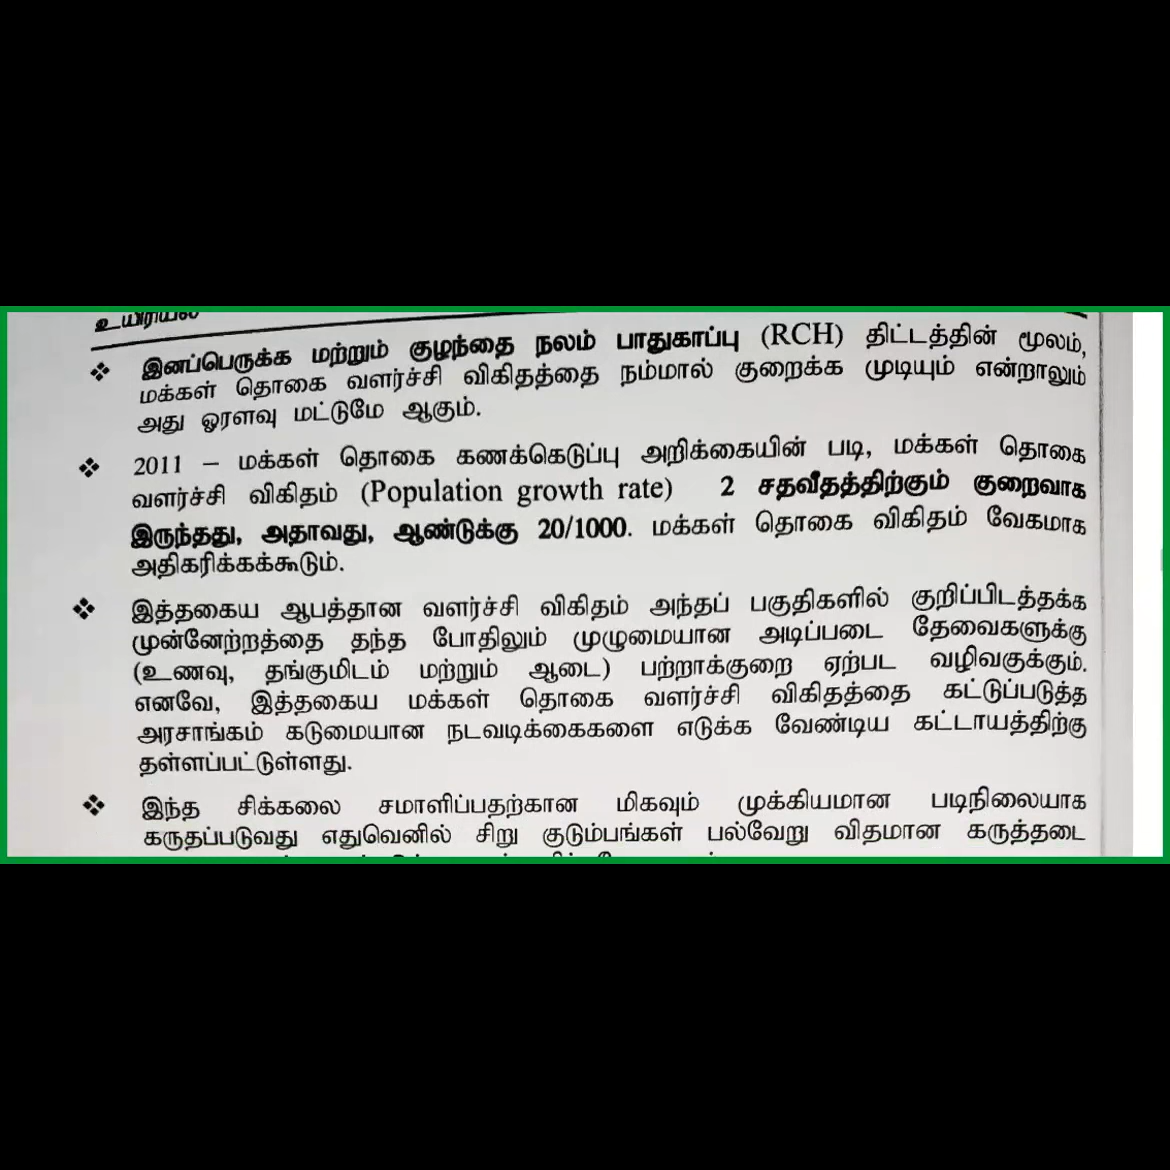 உயிரியல்
❖ இனப்பெருக்க மற்றும் குழந்தை நலம் பாதுகாப்பு (RCH) திட்டத்தின் மூலம்,
மக்கள் தொகை வளர்ச்சி விகிதத்தை நம்மால் குறைக்க முடியும் என்றாலும்
அது ஓரளவு மட்டுமே ஆகும்.
❖ 2011 – மக்கள் தொகை கணக்கெடுப்பு அறிக்கையின் படி, மக்கள் தொகை
வளர்ச்சி விகிதம் (Population growth rate) 2 சதவீதத்திற்கும் குறைவாக
இருந்தது, அதாவது, ஆண்டுக்கு 20/1000. மக்கள் தொகை விகிதம் வேகமாக
அதிகரிக்கக்கூடும்.
❖ இத்தகைய ஆபத்தான வளர்ச்சி விகிதம் அந்தப் பகுதிகளில் குறிப்பிடத்தக்க
முன்னேற்றத்தை தந்த போதிலும் முழுமையான அடிப்படை தேவைகளுக்கு
(உணவு, தங்குமிடம் மற்றும் ஆடை) பற்றாக்குறை ஏற்பட வழிவகுக்கும்.
எனவே, இத்தகைய மக்கள் தொகை வளர்ச்சி விகிதத்தை கட்டுப்படுத்த
அரசாங்கம் கடுமையான நடவடிக்கைகளை எடுக்க வேண்டிய கட்டாயத்திற்கு
தள்ளப்பட்டுள்ளது.
❖ இந்த சிக்கலை சமாளிப்பதற்கான மிகவும் முக்கியமான படிநிலையாக
கருதப்படுவது எதுவெனில் சிறு குடும்பங்கள் பல்வேறு விதமான கருத்தடை